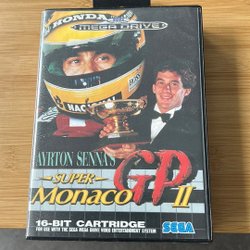 HONDA
MEGA DRIVE
AYRTON SENNA'S
SUPER
Monaco GP II
16-BIT CARTRIDGE
FOR USE WITH THE SEGA MEGA DRIVE VIDEO ENTERTAINMENT SYSTEM
SEGA